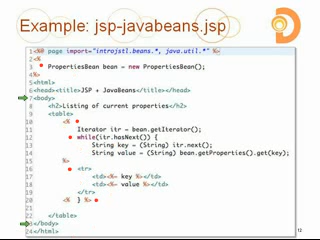 Example: jsp-javabeans.jsp
1 <%@ page import="introjstl.beans.*, java.util.*" %>
2 <%
3 PropertiesBean bean = new PropertiesBean();
4 %>
5 <html>
6 <head><title>JSP + JavaBeans</title></head>
7 <body>
8 <h2>Listing of current properties</h2>
9 <table>
10 <%
11 Iterator itr = bean.getIterator();
12 while(itr.hasNext()) {
13 String key = (String) itr.next();
14 String value = (String) bean.getProperties().get(key);
15 %>
16 <tr>
17 <td><%= key %></td>
18 <td><%= value %></td>
19 </tr>
20 <% } %>
21
22 </table>
23 </body>
24 </html>
12